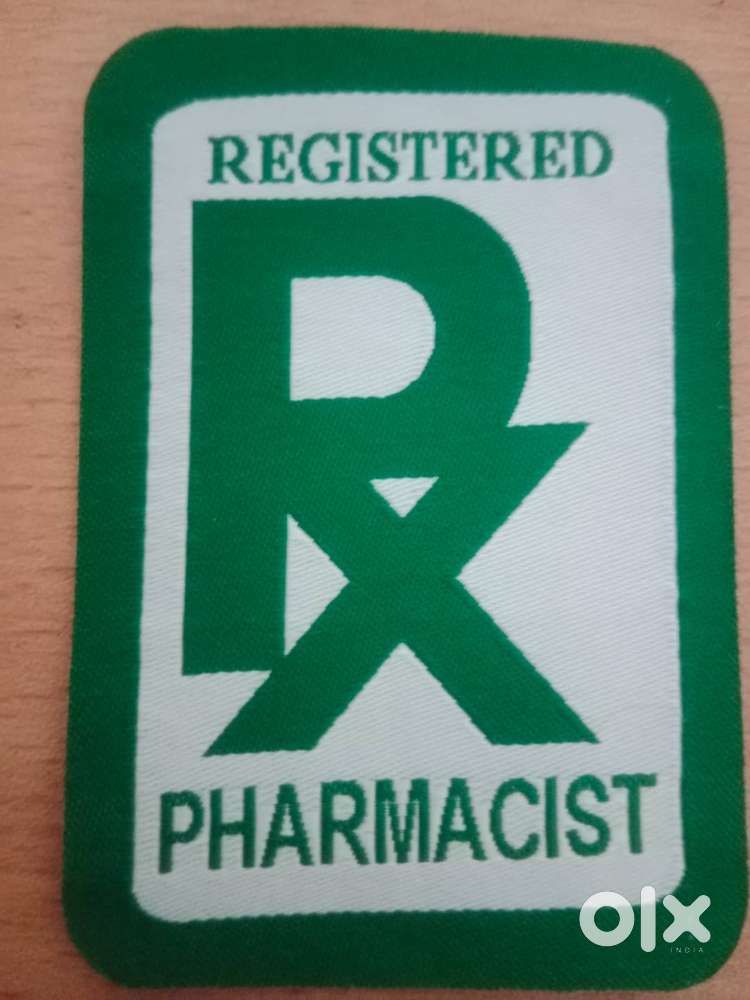 REGISTERED
Rx
PHARMACIST
olx
INDIA